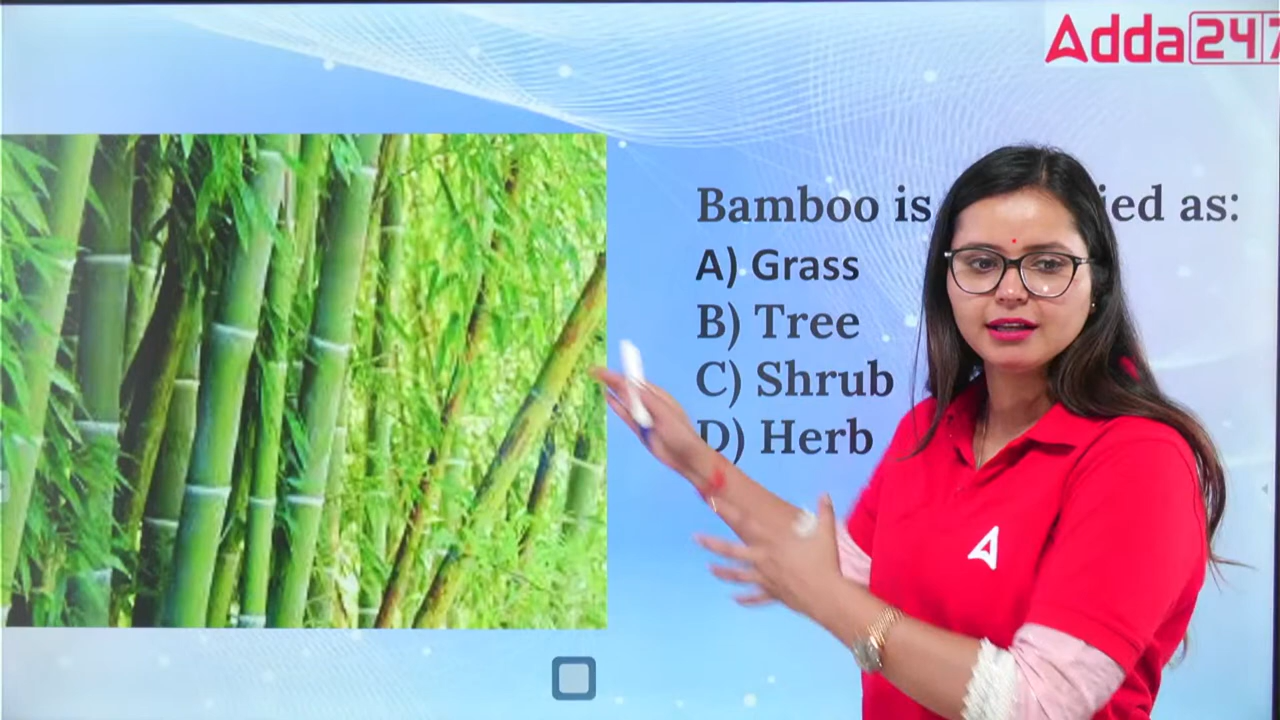 Adda247
Bamboo is ied as:
A) Grass
B) Tree
C) Shrub
D) Herb